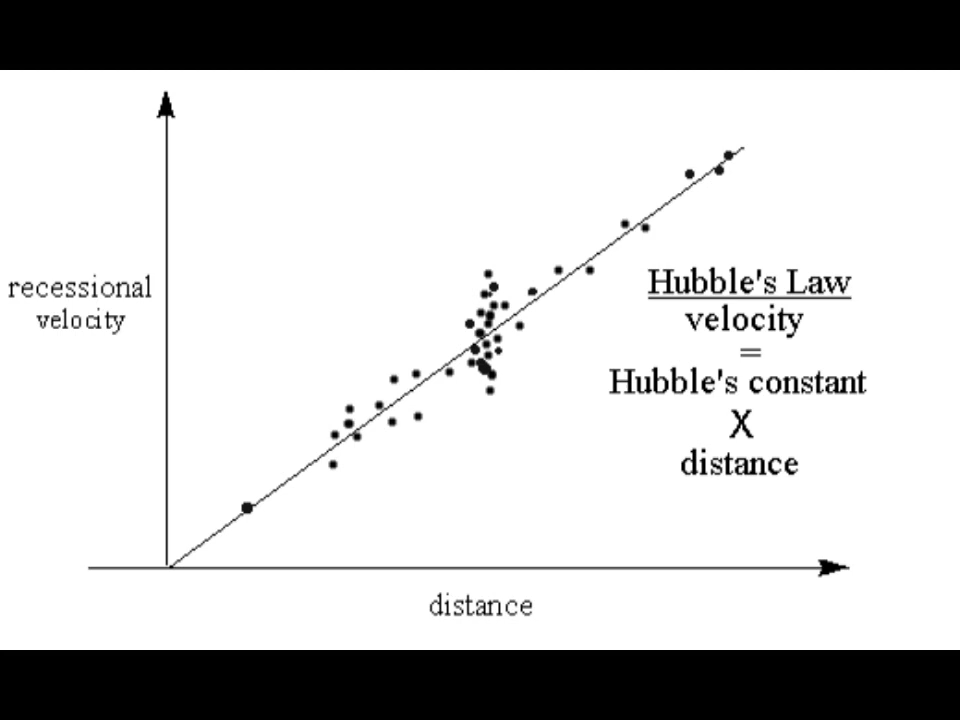 recessional
velocity
Hubble's Law
velocity
=
Hubble's constant
X
distance
distance